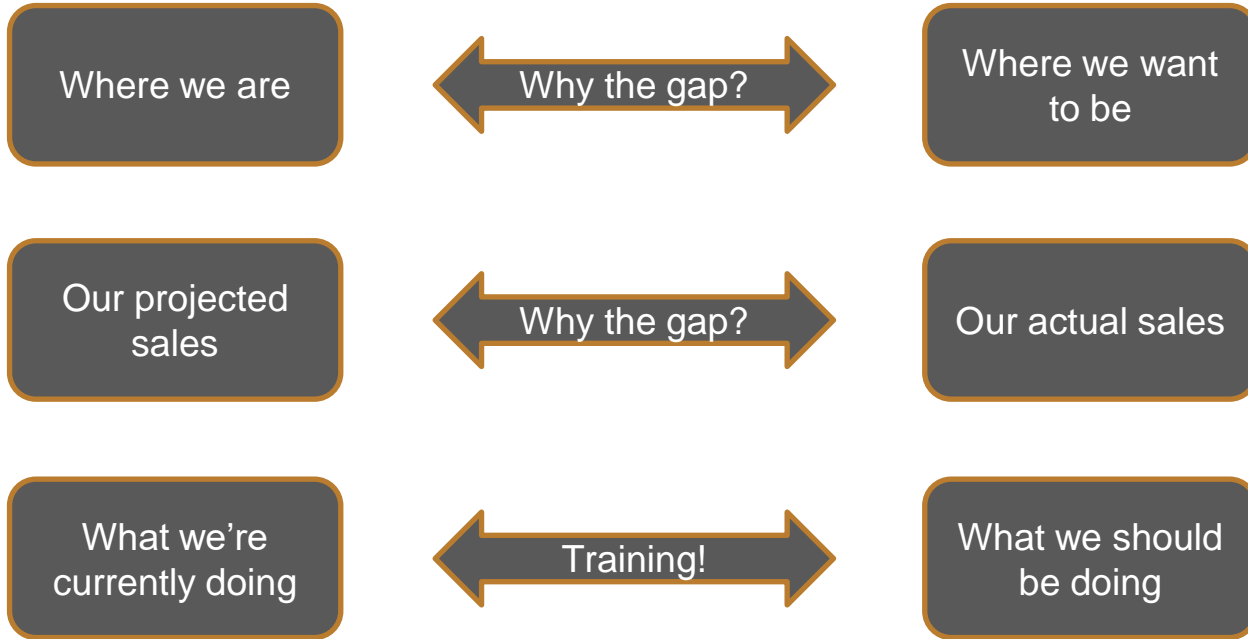 Where we are
Why the gap?
Where we want
to be
Our projected
sales
Why the gap?
Our actual sales
What we’re
currently doing
Training!
What we should
be doing